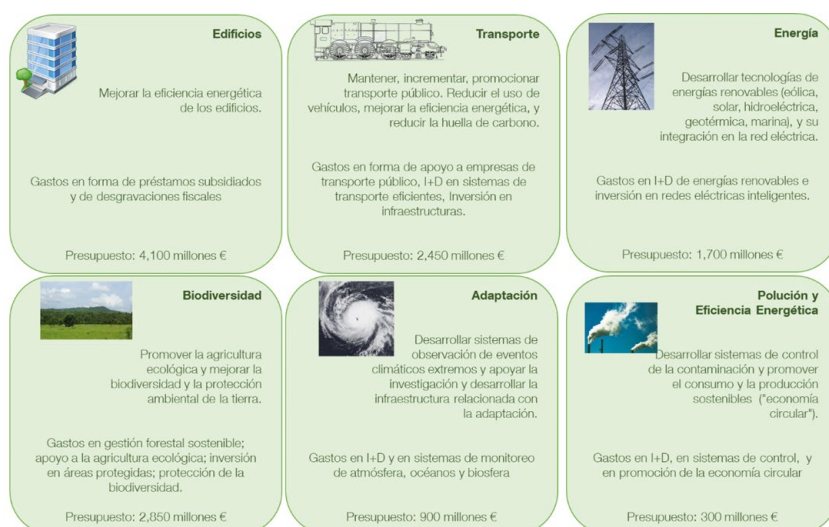 Edificios
Mejorar la eficiencia energética
de los edificios.
Gastos en forma de préstamos subsidiados
y de desgravaciones fiscales
Presupuesto: 4,100 millones €
Transporte
Mantener, incrementar, promocionar
transporte público. Reducir el uso de
vehículos, mejorar la eficiencia energética, y
reducir la huella de carbono.
Gastos en forma de apoyo a empresas de
transporte público, I+D en sistemas de
transporte eficientes, Inversión en
infraestructuras.
Presupuesto: 2,450 millones €
Energía
Desarrollar tecnologías de
energías renovables (eólica,
solar, hidroeléctrica,
geotérmica, marina), y su
integración en la red eléctrica.
Gastos en I+D de energías renovables e
inversión en redes eléctricas inteligentes.
Presupuesto: 1,700 millones €
Biodiversidad
Promover la agricultura
ecológica y mejorar la
biodiversidad y la protección
ambiental de la tierra.
Gastos en gestión forestal sostenible;
apoyo a la agricultura ecológica; inversión
en áreas protegidas; protección de la
biodiversidad.
Presupuesto: 2,850 millones €
Adaptación
Desarrollar sistemas de
observación de eventos
climáticos extremos y apoyar la
investigación y desarrollar la
infraestructura relacionada con
la adaptación.
Gastos en I+D y en sistemas de monitoreo
de atmósfera, océanos y biosfera
Presupuesto: 900 millones €
Polución y
Eficiencia Energética
Desarrollar sistemas de control
de la contaminación y promover
el consumo y la producción
sostenibles ("economía
circular").
Gastos en I+D, en sistemas de control, y
en promoción de la economía circular
Presupuesto: 300 millones €